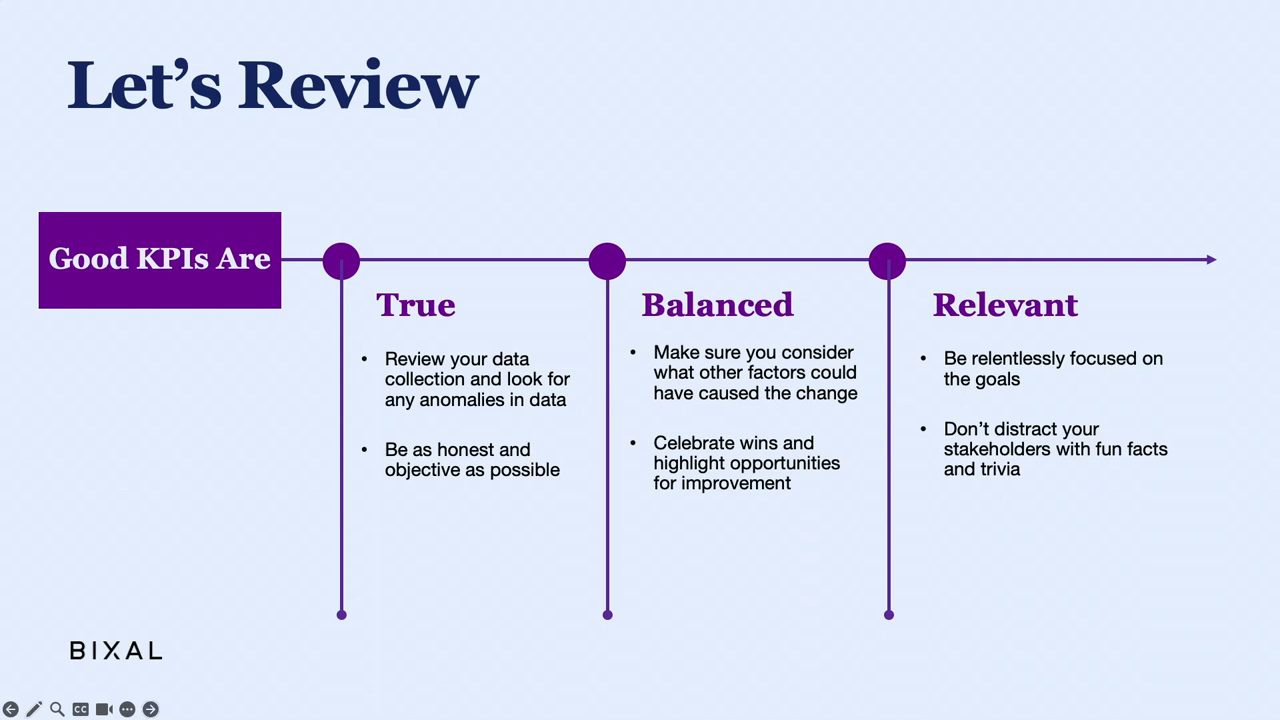 Let’s Review
Good KPIs Are
True
• Review your data
collection and look for
any anomalies in data
• Be as honest and
objective as possible
Balanced
• Make sure you consider
what other factors could
have caused the change
• Celebrate wins and
highlight opportunities
for improvement
Relevant
• Be relentlessly focused on
the goals
• Don’t distract your
stakeholders with fun facts
and trivia
BIXAL
CC